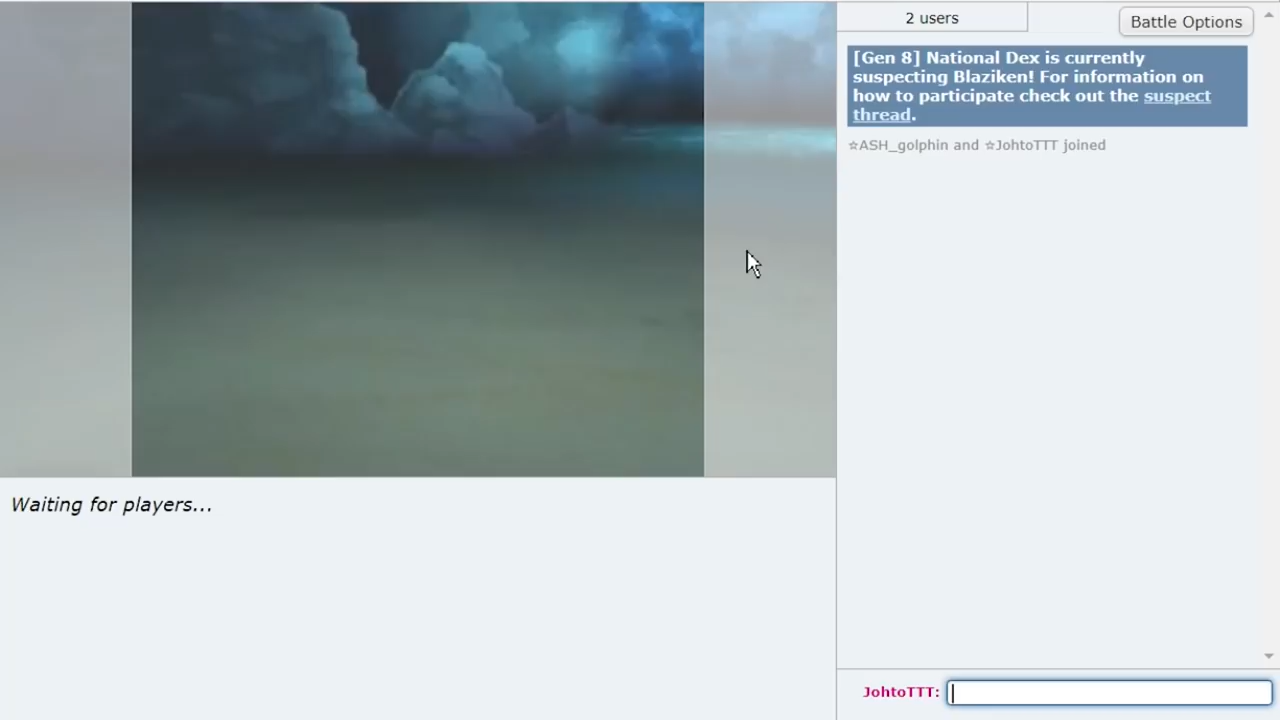 2 users
Battle Options
[Gen 8] National Dex is currently
suspecting Blaziken! For information on
how to participate check out the suspect
thread.
☆ASH_golphin and ☆JohtoTTT joined
Waiting for players...
JohtoTTT: